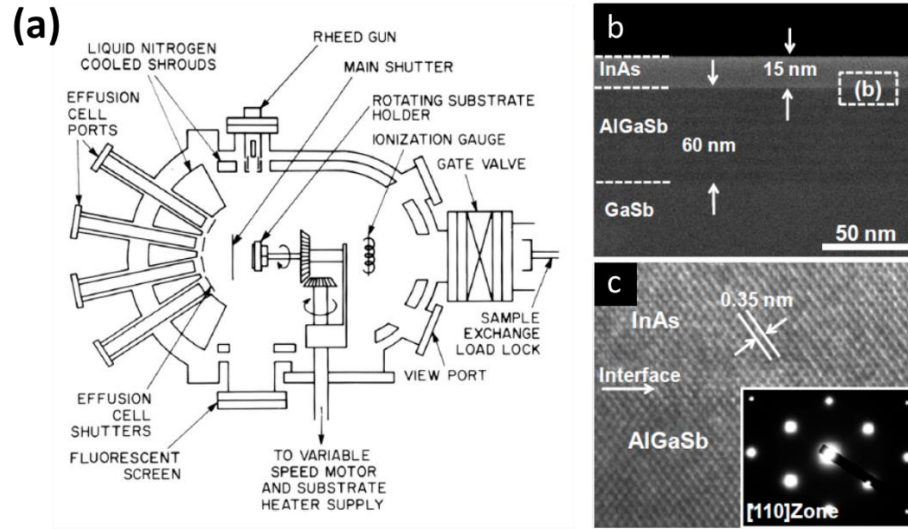 (a)
RHEED GUN
LIQUID NITROGEN
COOLED SHROUDS
MAIN SHUTTER
EFFUSION
CELL
PORTS
ROTATING SUBSTRATE
HOLDER
IONIZATION GAUGE
GATE VALVE
SAMPLE
EXCHANGE
LOAD LOCK
VIEW PORT
EFFUSION
CELL
SHUTTERS
FLUORESCENT
SCREEN
TO VARIABLE
SPEED MOTOR
AND SUBSTRATE
HEATER SUPPLY
b
InAs
15 nm
(b)
AlGaSb
60 nm
GaSb
50 nm
c
0.35 nm
InAs
Interface
AlGaSb
[110]Zone